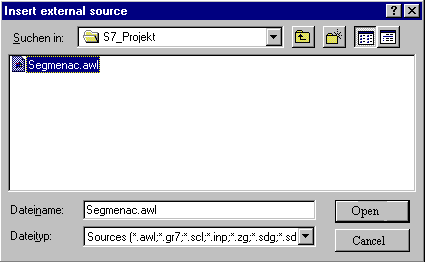 Insert external source
Suchen in:
S7_Projekt
Segmenac.awl
Dateiname:
Segmenac.awl
Open
Dateityp:
Sources (*.awl;*.gr7;*.scl;*.inp;*.zg;*.sdg;*.sd
Cancel